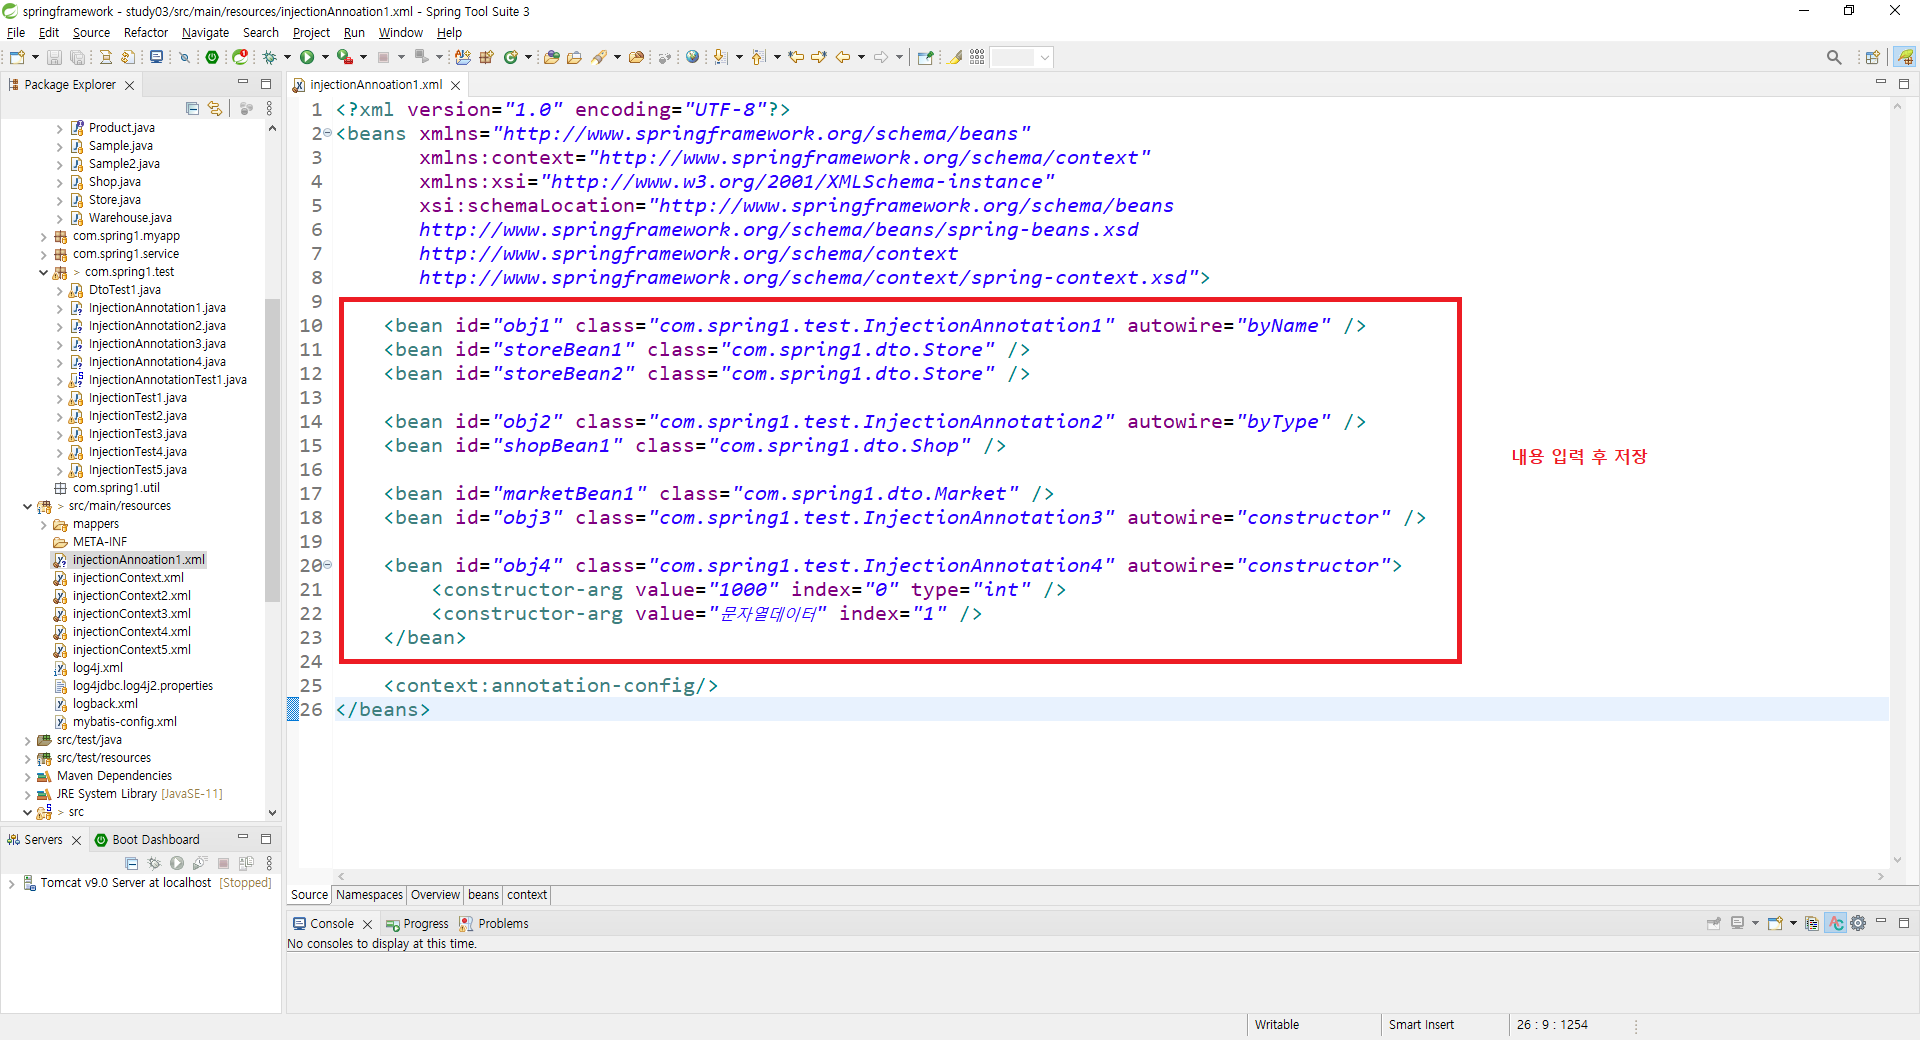 springframework - study03/src/main/resources/injectionAnnoation1.xml - Spring Tool Suite 3
File Edit Source Refactor Navigate Search Project Run Window Help
Package Explorer
Product.java
Sample.java
Sample2.java
Shop.java
Store.java
Warehouse.java
com.spring1.myapp
com.spring1.service
> com.spring1.test
DtoTest1.java
InjectionAnnotation1.java
InjectionAnnotation2.java
InjectionAnnotation3.java
InjectionAnnotation4.java
InjectionAnnotationTest1.java
InjectionTest1.java
InjectionTest2.java
InjectionTest3.java
InjectionTest4.java
InjectionTest5.java
com.spring1.util
> src/main/resources
mappers
META-INF
injectionAnnoation1.xml
injectionContext.xml
injectionContext2.xml
injectionContext3.xml
injectionContext4.xml
injectionContext5.xml
log4j.xml
log4jdbc.log4j2.properties
logback.xml
mybatis-config.xml
src/test/java
src/test/resources
Maven Dependencies
JRE System Library [JavaSE-11]
> src
Servers Boot Dashboard
Tomcat v9.0 Server at localhost [Stopped]
injectionAnnoation1.xml
1 <?xml version="1.0" encoding="UTF-8"?>
2 <beans xmlns="http://www.springframework.org/schema/beans"
3 xmlns:context="http://www.springframework.org/schema/context"
4 xmlns:xsi="http://www.w3.org/2001/XMLSchema-instance"
5 xsi:schemaLocation="http://www.springframework.org/schema/beans
6 http://www.springframework.org/schema/beans/spring-beans.xsd
7 http://www.springframework.org/schema/context
8 http://www.springframework.org/schema/context/spring-context.xsd">
9
10 <bean id="obj1" class="com.spring1.test.InjectionAnnotation1" autowire="byName" />
11 <bean id="storeBean1" class="com.spring1.dto.Store" />
12 <bean id="storeBean2" class="com.spring1.dto.Store" />
13
14 <bean id="obj2" class="com.spring1.test.InjectionAnnotation2" autowire="byType" />
15 <bean id="shopBean1" class="com.spring1.dto.Shop" />
16
17 <bean id="marketBean1" class="com.spring1.dto.Market" />
18 <bean id="obj3" class="com.spring1.test.InjectionAnnotation3" autowire="constructor" />
19
20 <bean id="obj4" class="com.spring1.test.InjectionAnnotation4" autowire="constructor">
21 <constructor-arg value="1000" index="0" type="int" />
22 <constructor-arg value="문자열데이터" index="1" />
23 </bean>
24
25 <context:annotation-config/>
26 </beans>
내용 입력 후 저장
Source Namespaces Overview beans context
Console Progress Problems
No consoles to display at this time.
Writable Smart Insert 26 : 9 : 1254